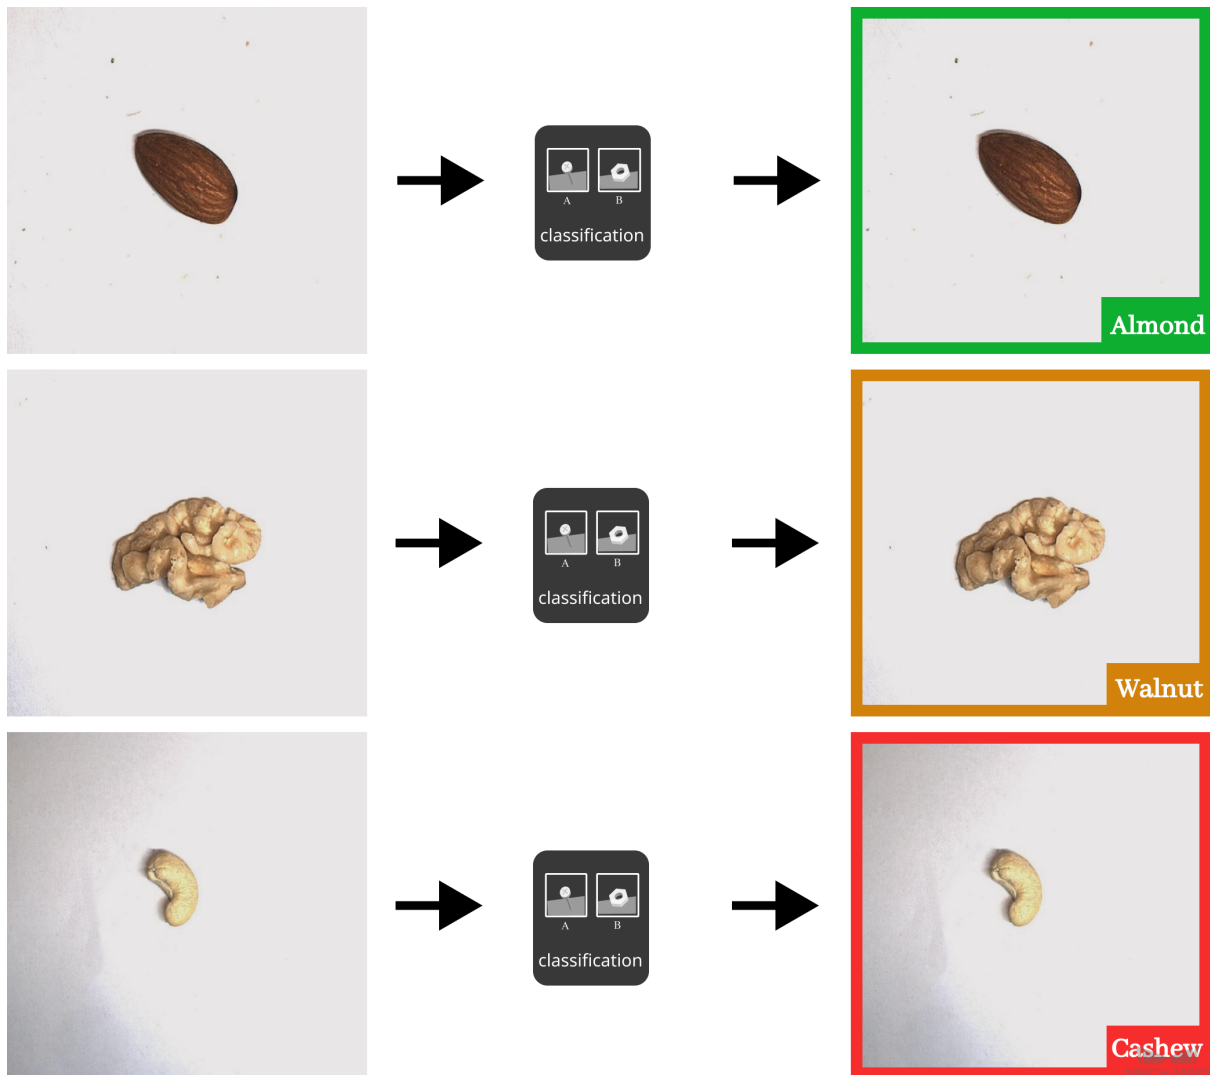 A B
classification
Almond
A B
classification
Walnut
A B
classification
Cashew